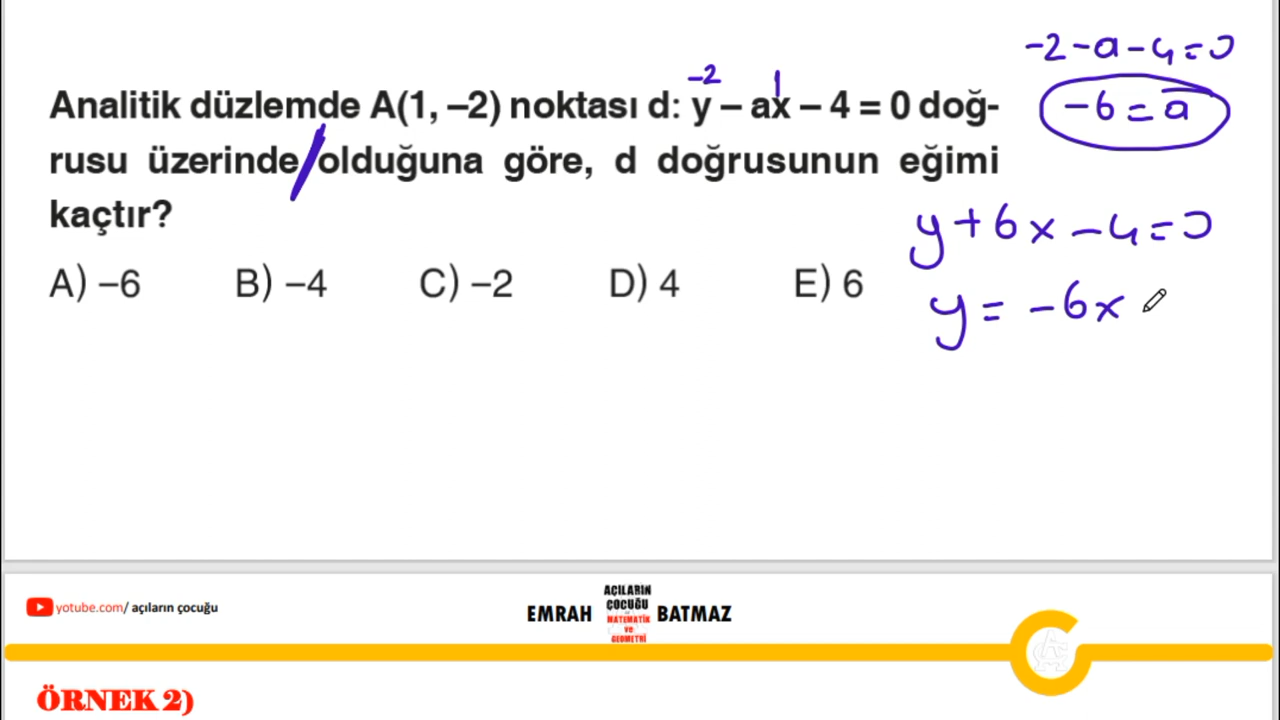 -2-a-4=0
-6=a
-2
1
Analitik düzlemde A(1, –2) noktası d: y – ax – 4 = 0 doğ-
rusu üzerinde olduğuna göre, d doğrusunun eğimi
kaçtır?
y+6x-4=0
A) –6 B) –4 C) –2 D) 4 E) 6
y=-6x
yotube.com/ açıların çocuğu
EMRAH
AÇILARIN
ÇOCUĞU
MATEMATİK
ve
GEOMETRİ
BATMAZ
ÖRNEK 2)